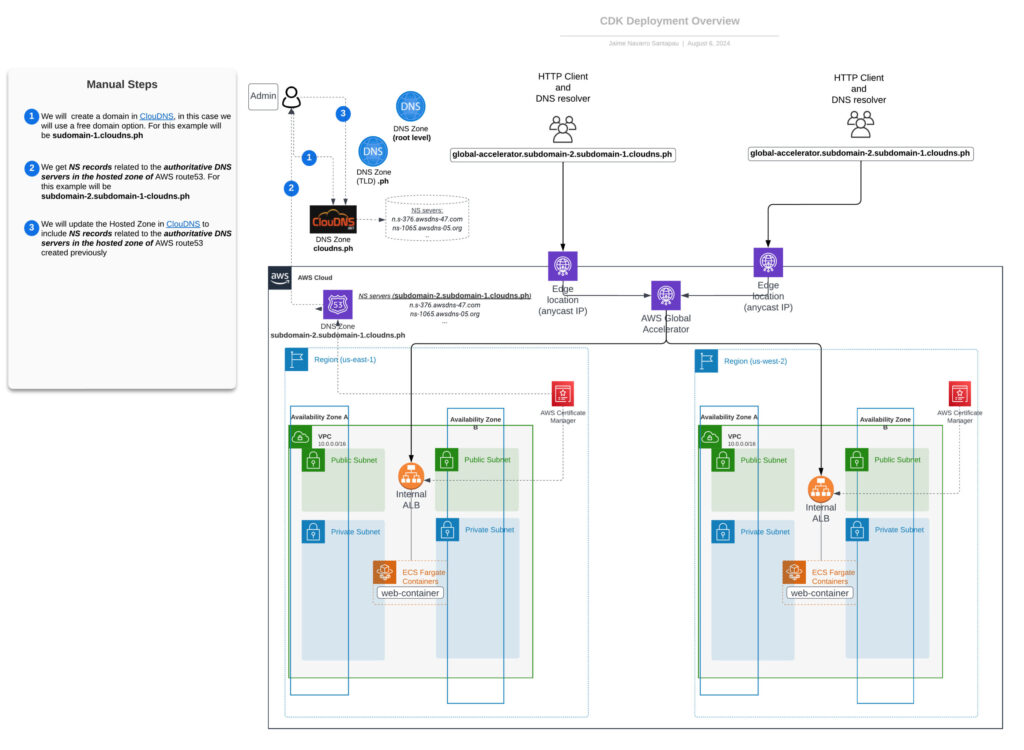 CDK Deployment Overview
Jaime Navarro Santapau | August 6, 2024
Manual Steps
1
We will create a domain in ClouDNS, in this case we
will use a free domain option. For this example will
be sudomain-1.cloudns.ph
2
We get NS records related to the authoritative DNS
servers in the hosted zone of AWS route53. For
this example will be
subdomain-2.subdomain-1-cloudns.ph
3
We will update the Hosted Zone in ClouDNS to
include NS records related to the authoritative DNS
servers in the hosted zone of AWS route53
created previously
Admin
3
1
2
DNS
DNS Zone
(root level)
DNS
DNS Zone
(TLD) .ph
ClouDNS
.NET
DNS Zone
cloudns.ph
NS severs:
n.s-376.awsdns-47.com
ns-1065.awsdns-05.org
..
HTTP Client
and
DNS resolver
global-accelerator.subdomain-2.subdomain-1.cloudns.ph
HTTP Client
and
DNS resolver
global-accelerator.subdomain-2.subdomain-1.cloudns.ph
aws
AWS Cloud
53
NS servers (subdomain-2.subdomain-1.cloudns.ph)
n.s-376.awsdns-47.com
ns-1065.awsdns-05.org
...
DNS Zone
subdomain-2.subdomain-1.cloudns.ph
Edge
location
(anycast IP)
AWS Global
Accelerator
Edge
location
(anycast IP)
Region (us-east-1)
AWS Certificate
Manager
Availability Zone A
Availability Zone
B
VPC
10.0.0.0/16
Public Subnet
Public Subnet
Internal
ALB
Private Subnet
Private Subnet
ECS Fargate
Containers
web-container
Region (us-west-2)
AWS Certificate
Manager
Availability Zone A
Availability Zone
B
VPC
10.0.0.0/16
Public Subnet
Public Subnet
Internal
ALB
Private Subnet
Private Subnet
ECS Fargate
Containers
web-container